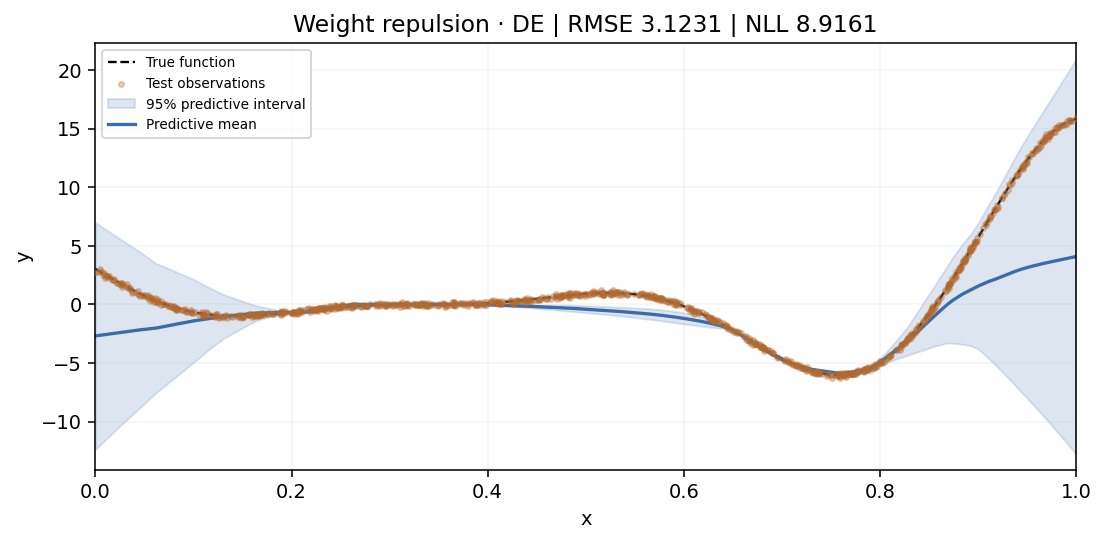 Weight repulsion · DE | RMSE 3.1231 | NLL 8.9161
True function
Test observations
95% predictive interval
Predictive mean
y
20
15
10
5
0
−5
−10
0.0 0.2 0.4 0.6 0.8 1.0
x